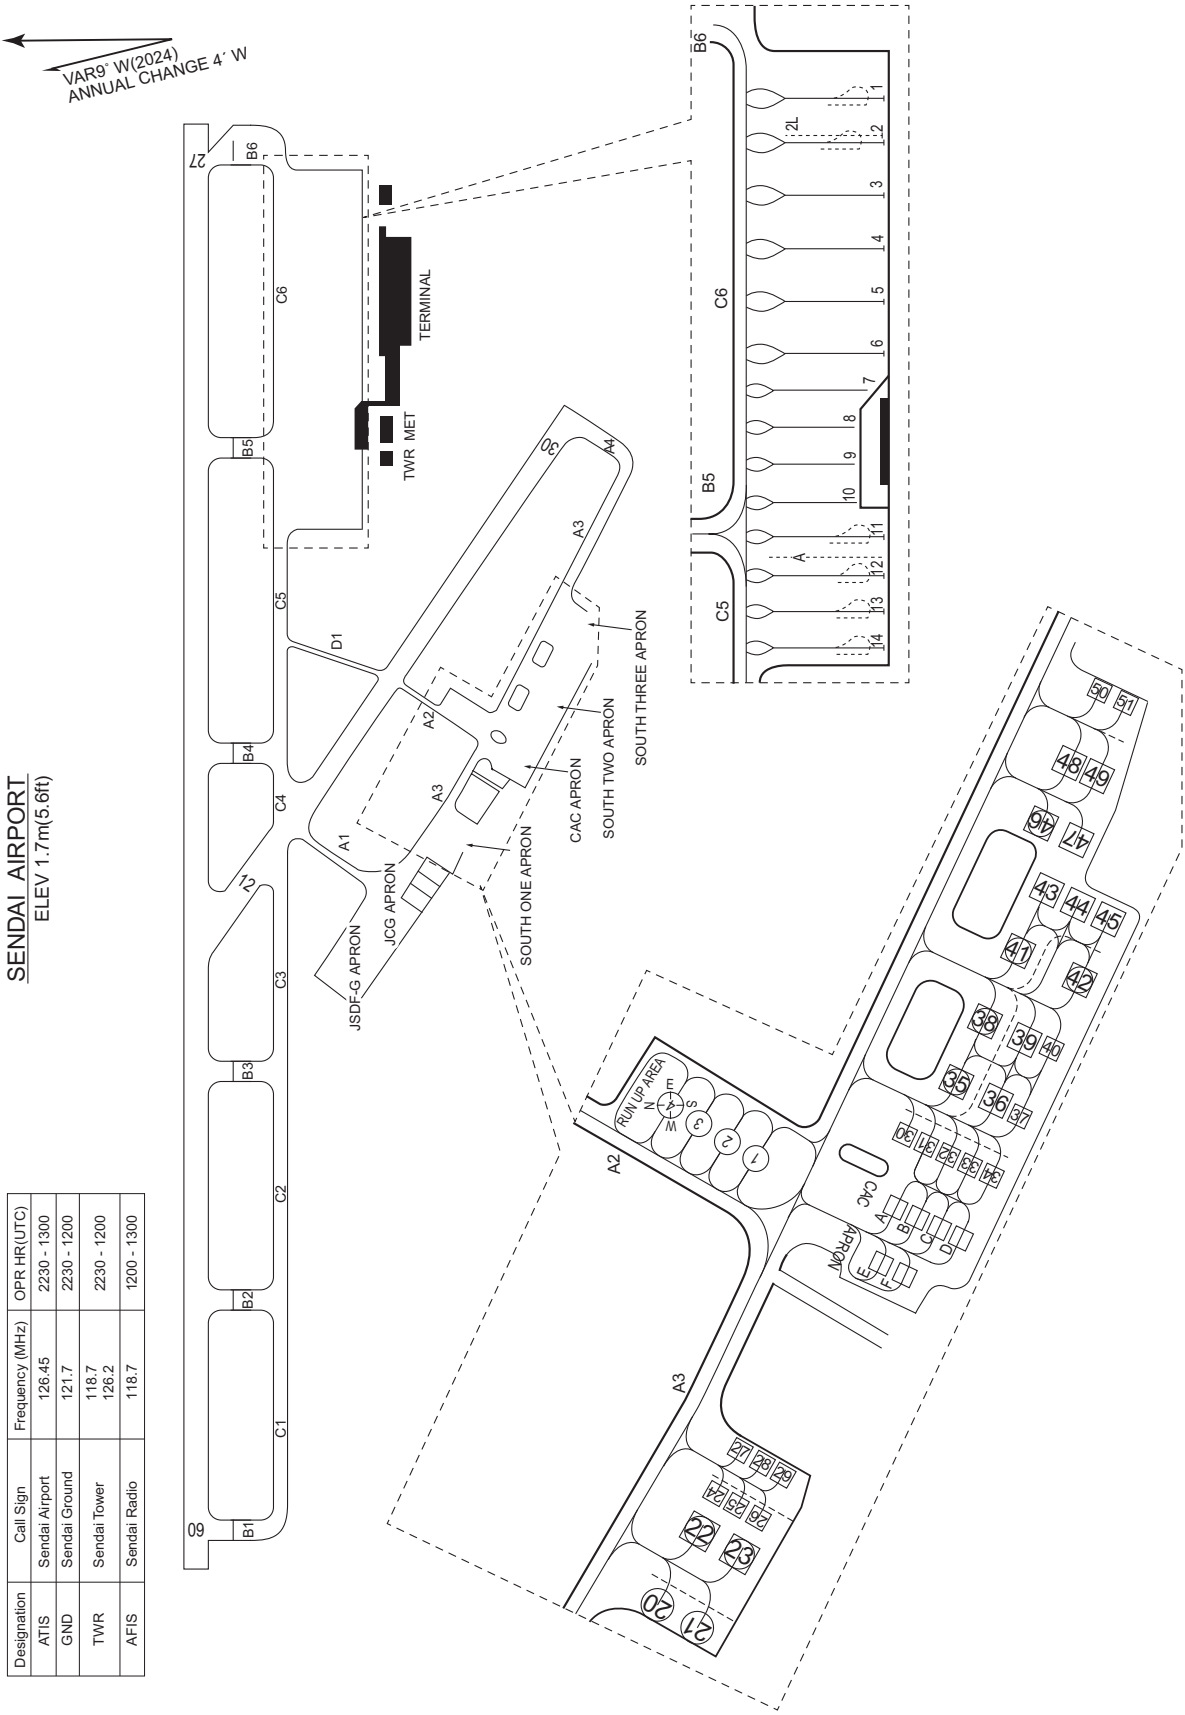 SENDAI AIRPORT
ELEV 1.7m(5.6ft)
Designation Call Sign Frequency (MHz) OPR HR(UTC)
ATIS Sendai Airport 126.45 2230 - 1300
GND Sendai Ground 121.7 2230 - 1200
TWR Sendai Tower 118.7 2230 - 1200
126.2
AFIS Sendai Radio 118.7 1200 - 1300
VAR9° W(2024)
ANNUAL CHANGE 4´ W
09
B1
B2
B3
12
B4
B5
B6
27
C1
C2
C3
C4
C5
C6
D1
A1
A2
A3
A3
A4
30
TWR
MET
TERMINAL
JSDF-G APRON
JCG APRON
SOUTH ONE APRON
CAC APRON
SOUTH TWO APRON
SOUTH THREE APRON
C5
B5
C6
B6
14
13
12
A
11
10
9
8
7
6
5
4
3
2
2L
1
A3
A2
RUN UP AREA
N
E
S
W
4
3
2
1
20
21
22
23
24
25
26
27
28
29
CAC
APRON
A
B
C
D
E
F
30
31
32
33
34
35
36
37
38
39
40
41
42
43
44
45
46
47
48
49
50
51